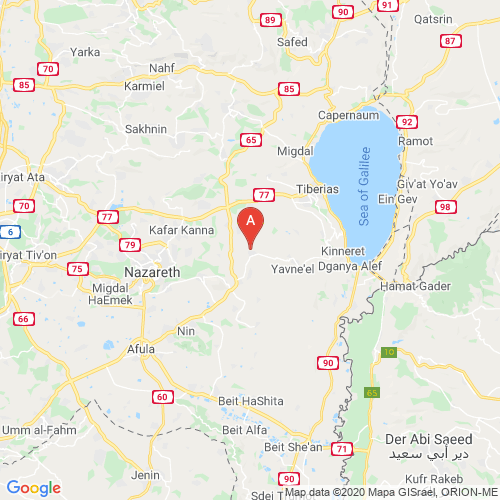 90
91
89
Qatsrin
65
Safed
87
Yarka
70
Nahf
85
Karmiel
85
Capernaum
92
Sakhnin
65
Ramot
Migdal
Sea of Galilee
iryat Ata
77
Tiberias
Giv'at Yo'av
70
Ein Gev
98
77
A
6
Kafar Kanna
79
iryat Tiv'on
75
Nazareth
Yavne'el
Kinneret
Dganya Alef
Migdal
HaEmek
Hamat Gader
66
Nin
Afula
10
90
60
65
Beit HaShita
Umm al-Fahm
Beit Alfa
Beit She'an
71
Der Abi Saeed
دير أبي سعيد
Jenin
90
Kufr Rakeb
Sdei T
Google
Map data ©2020 Mapa GISrael, ORION-ME